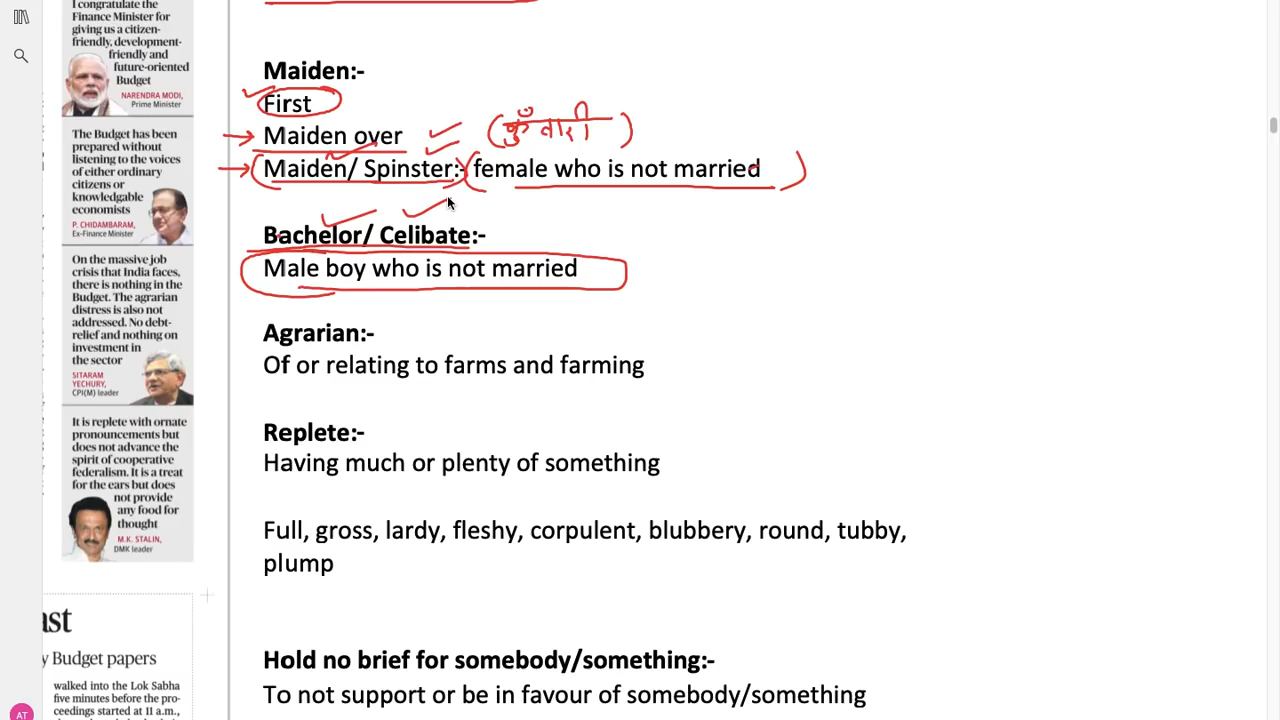 I congratulate the
Finance Minister for
giving us a citizen-
friendly, development-
friendly and
future-oriented
Budget
NARENDRA MODI,
Prime Minister
The Budget has been
prepared without
listening to the voices
of either ordinary
citizens or
knowledgable
economists
P. CHIDAMBARAM,
Ex-Finance Minister
On the massive job
crisis that India faces,
there is nothing in the
Budget. The agrarian
distress is also not
addressed. No debt-
relief and nothing on
investment in
the sector
SITARAM
YECHURY,
CPI(M) leader
It is replete with ornate
pronouncements but
does not advance the
spirit of cooperative
federalism. It is a treat
for the ears but does
not provide
any food for
thought
M.K. STALIN,
DMK leader
ast
y Budget papers
walked into the Lok Sabha
five minutes before the pro-
ceedings started at 11 a.m.,
Maiden:-
First
Maiden over
(कुँवारी)
Maiden/ Spinster:- female who is not married
Bachelor/ Celibate:-
Male boy who is not married
Agrarian:-
Of or relating to farms and farming
Replete:-
Having much or plenty of something
Full, gross, lardy, fleshy, corpulent, blubbery, round, tubby,
plump
Hold no brief for somebody/something:-
To not support or be in favour of somebody/something
AT